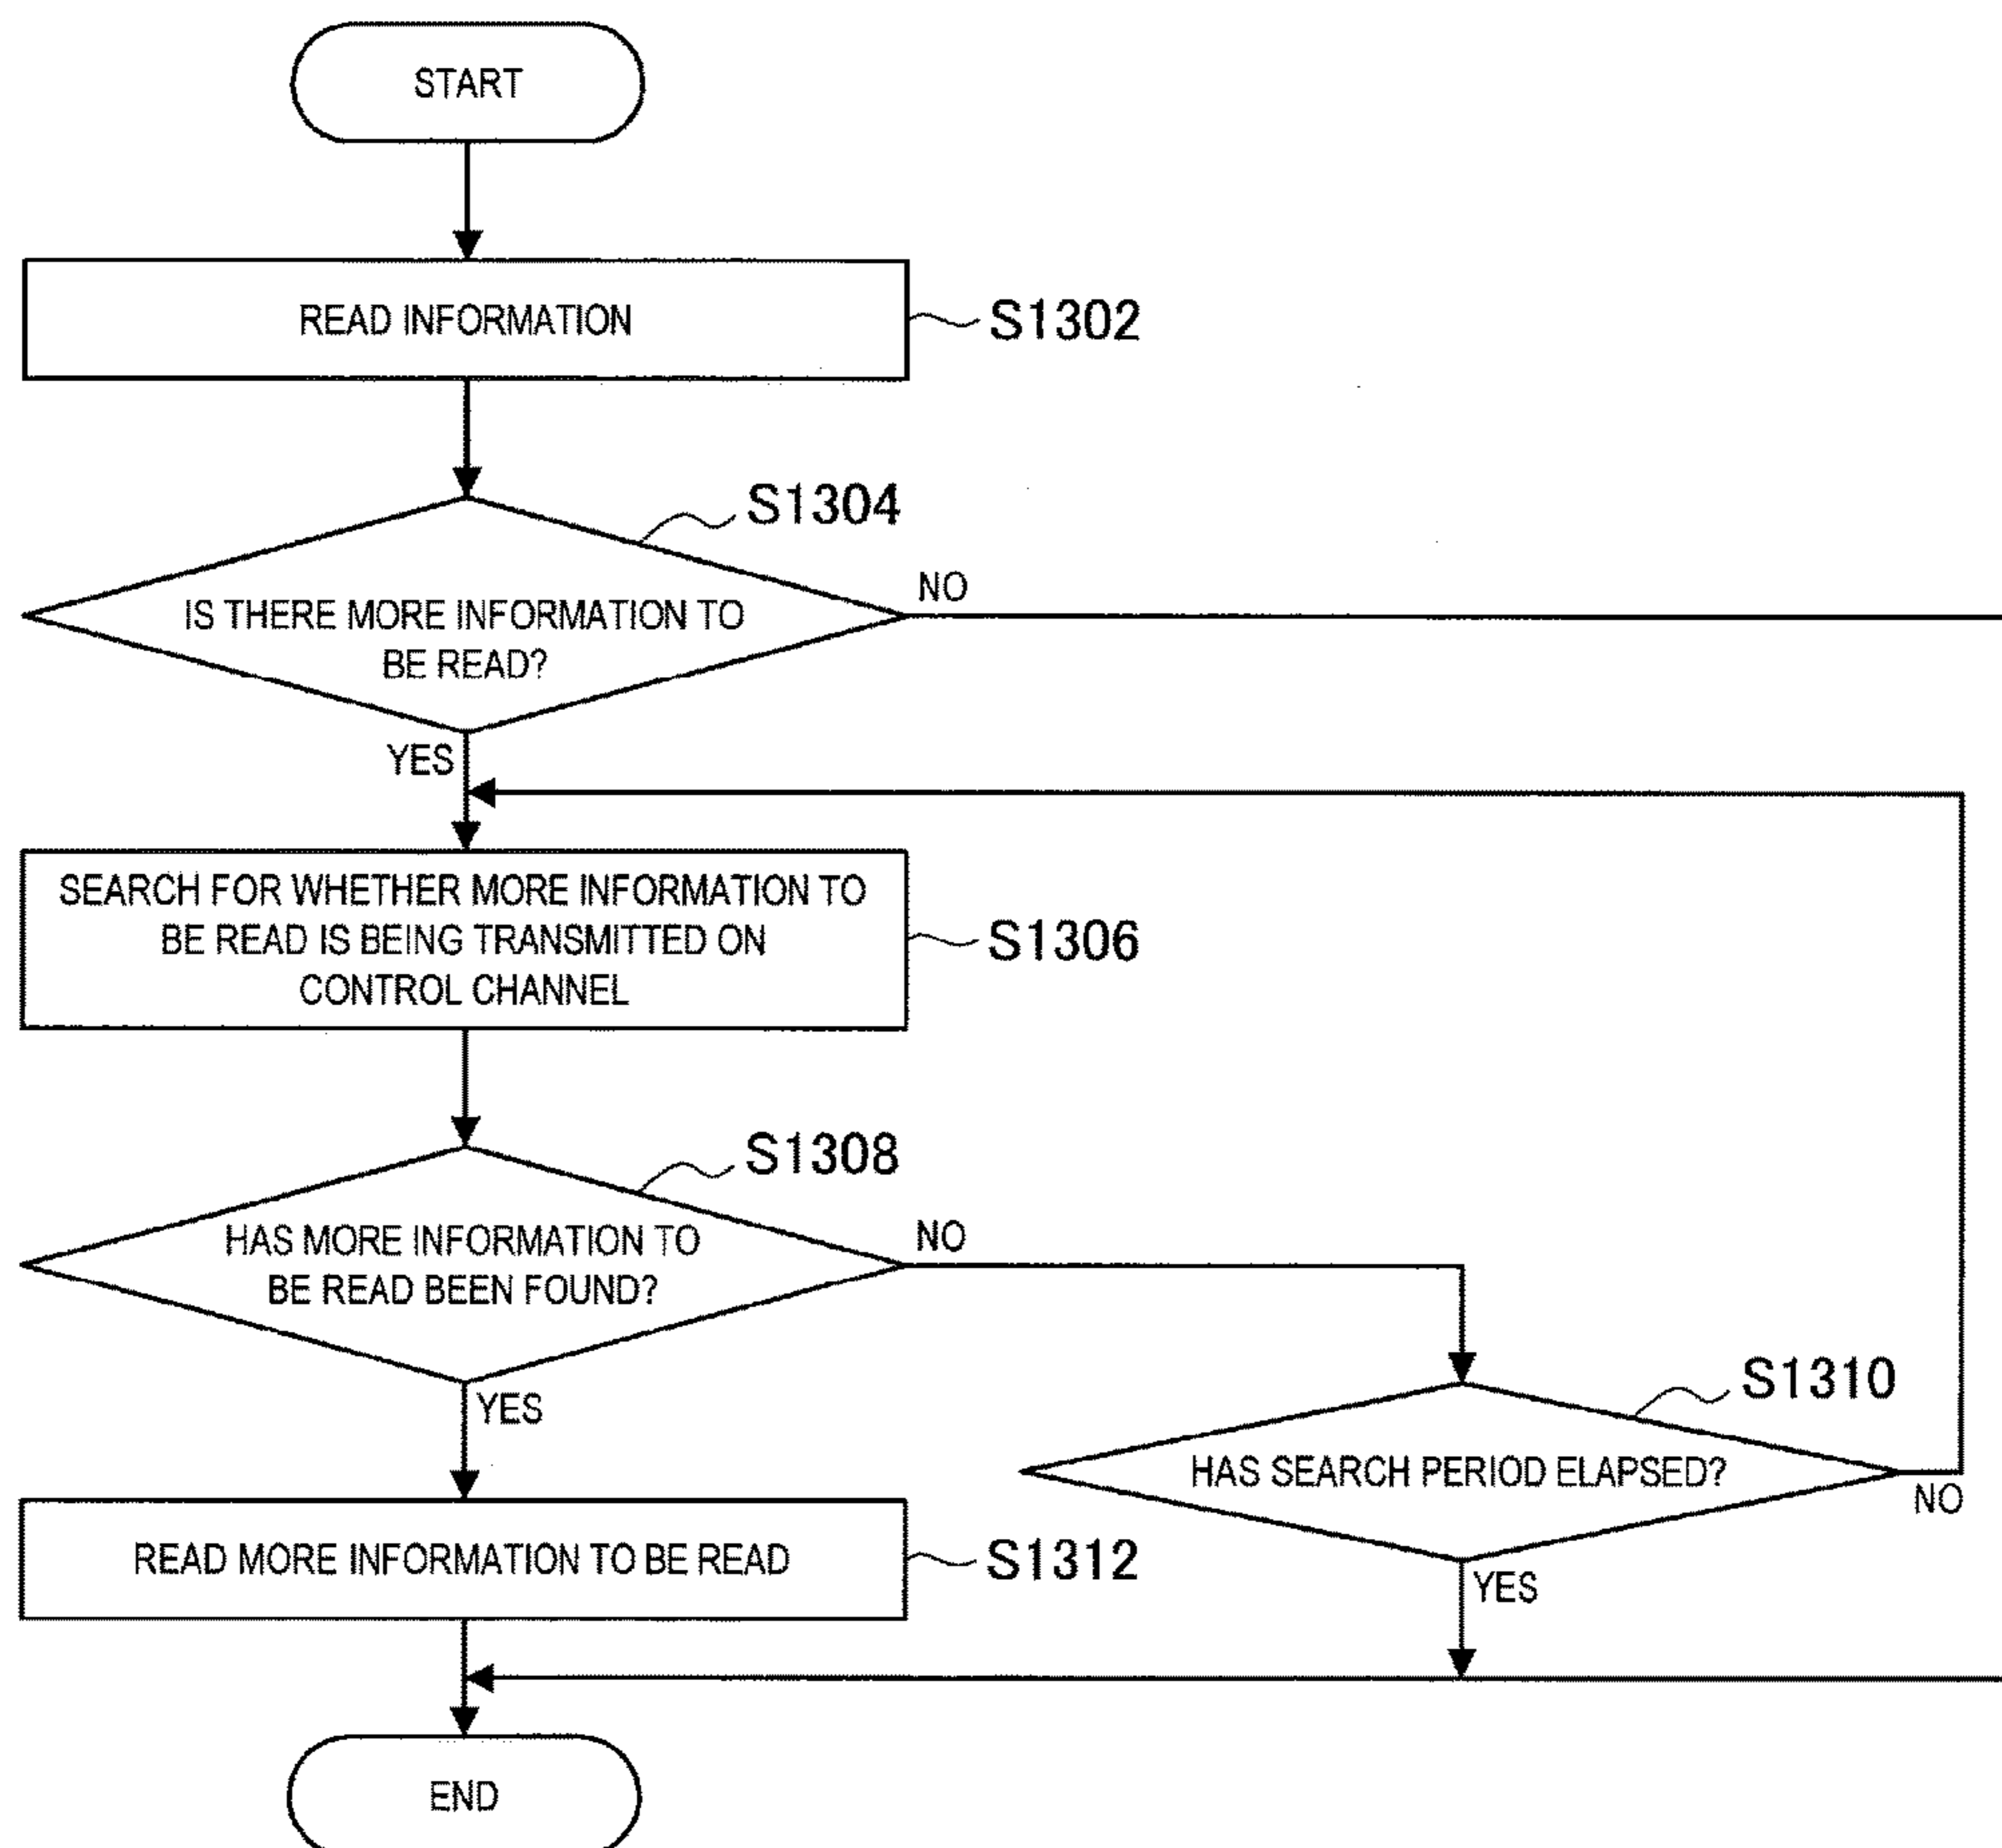 START
READ INFORMATION
S1302
S1304
IS THERE MORE INFORMATION TO
BE READ?
NO
YES
SEARCH FOR WHETHER MORE INFORMATION TO
BE READ IS BEING TRANSMITTED ON
CONTROL CHANNEL
S1306
S1308
HAS MORE INFORMATION TO
BE READ BEEN FOUND?
NO
YES
S1310
HAS SEARCH PERIOD ELAPSED?
NO
YES
READ MORE INFORMATION TO BE READ
S1312
END